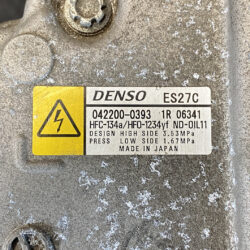 DENSO ES27C
042200-0393 1R 06341
HFC-134a/HFO-1234yf ND-OIL11
DESIGN HIGH SIDE 3.53MPa
PRESS LOW SIDE 1.67MPa
MADE IN JAPAN